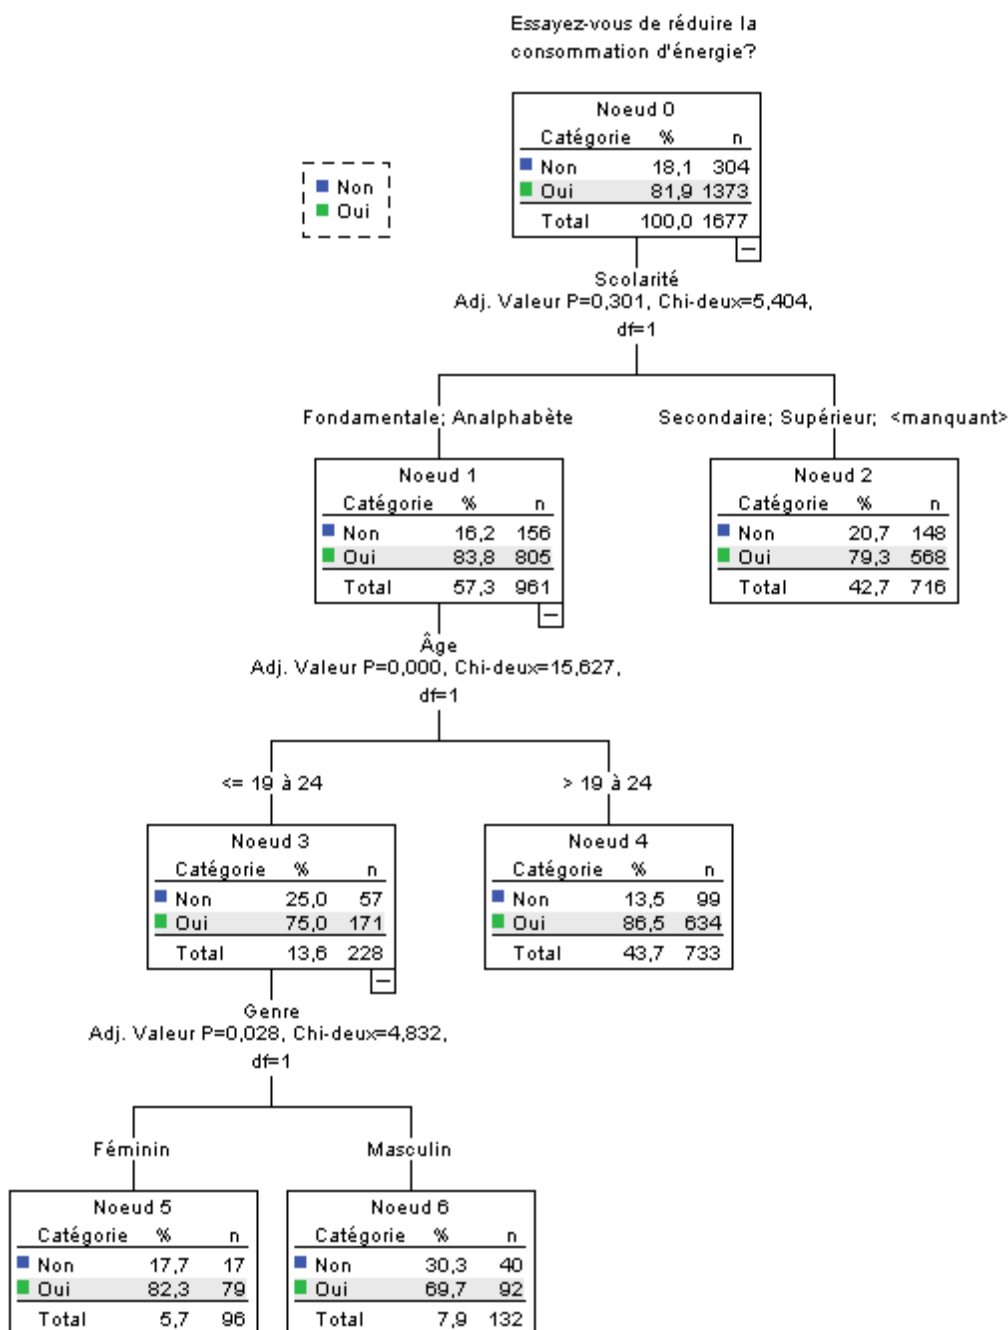 Essayez-vous de réduire la
consommation d'énergie?
Noeud 0
Catégorie % n
Non 18,1 304
Oui 81,9 1373
Total 100,0 1677
Non
Oui
Scolarité
Adj. Valeur P=0,301, Chi-deux=5,404,
df=1
Fondamentale; Analphabète
Secondaire; Supérieur; <manquant>
Noeud 1
Catégorie % n
Non 16,2 156
Oui 83,8 805
Total 57,3 961
Noeud 2
Catégorie % n
Non 20,7 148
Oui 79,3 568
Total 42,7 716
Âge
Adj. Valeur P=0,000, Chi-deux=15,627,
df=1
<= 19 à 24
> 19 à 24
Noeud 3
Catégorie % n
Non 25,0 57
Oui 75,0 171
Total 13,6 228
Noeud 4
Catégorie % n
Non 13,5 99
Oui 86,5 634
Total 43,7 733
Genre
Adj. Valeur P=0,028, Chi-deux=4,832,
df=1
Féminin
Masculin
Noeud 5
Catégorie % n
Non 17,7 17
Oui 82,3 79
Total 5,7 96
Noeud 6
Catégorie % n
Non 30,3 40
Oui 69,7 92
Total 7,9 132